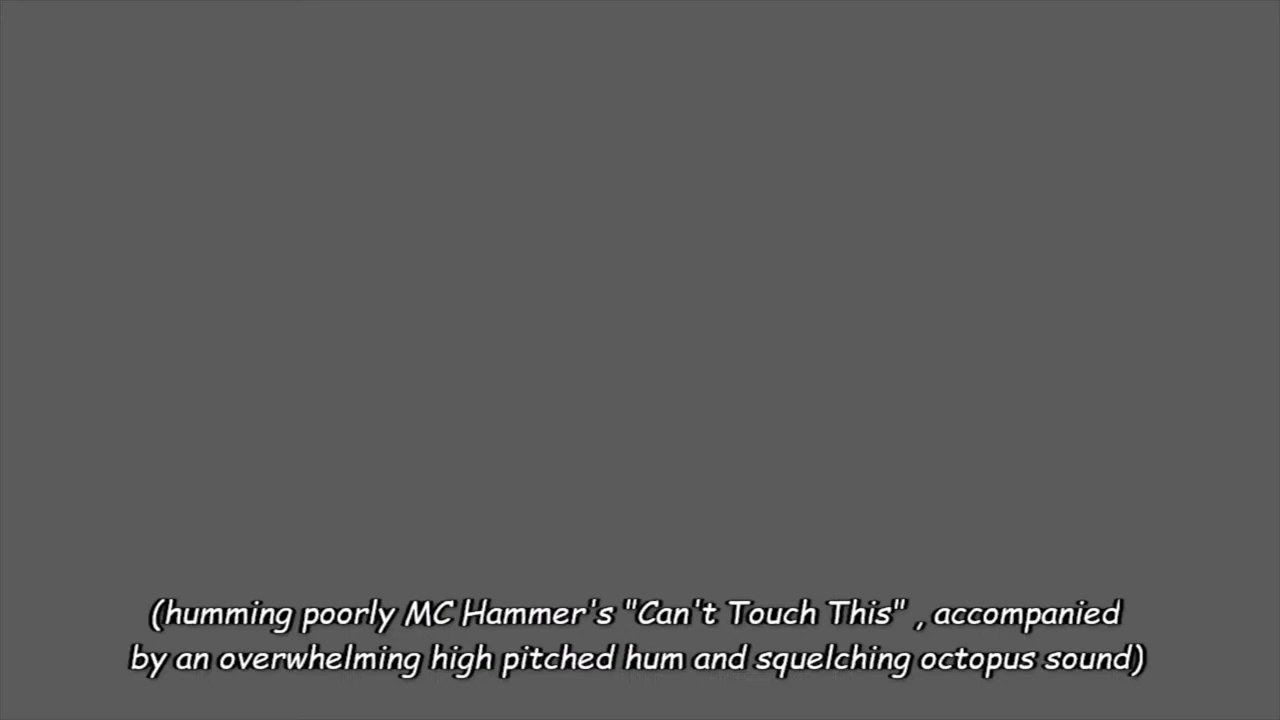 (humming poorly MC Hammer's "Can't Touch This" , accompanied
by an overwhelming high pitched hum and squelching octopus sound)